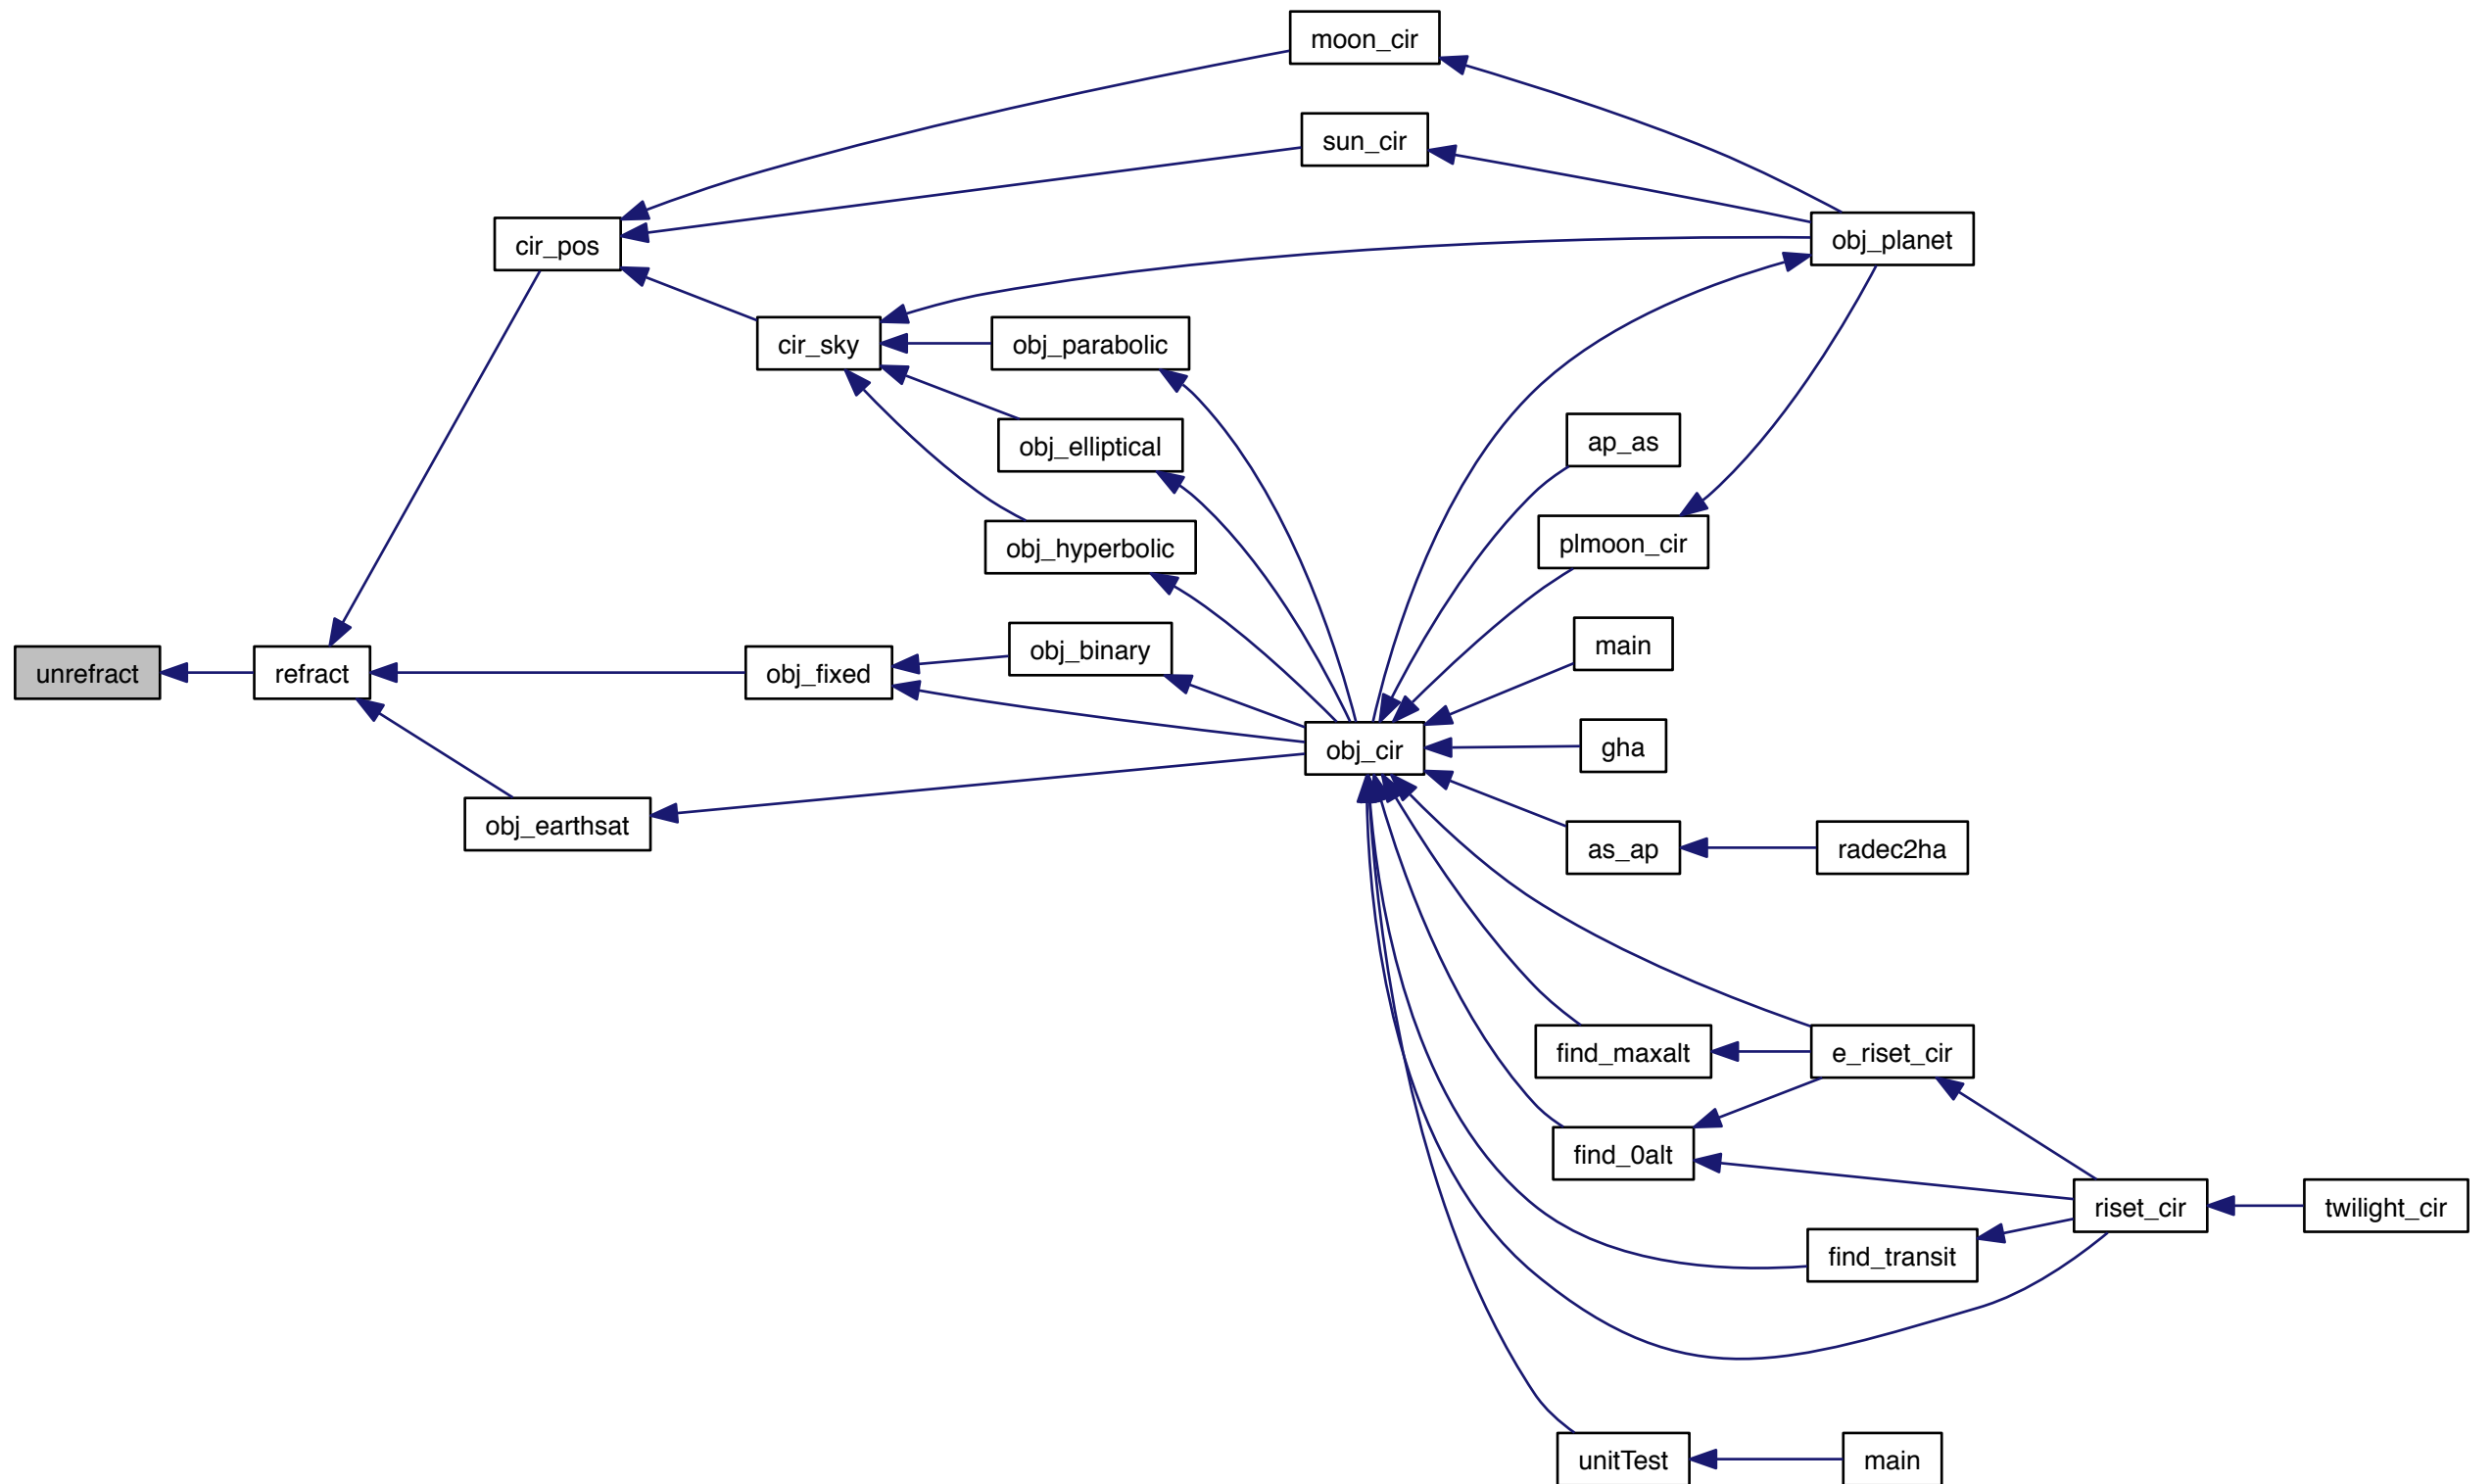 moon_cir
sun_cir
cir_pos
obj_planet
cir_sky
obj_parabolic
ap_as
obj_elliptical
plmoon_cir
obj_hyperbolic
main
obj_binary
unrefract
refract
obj_fixed
gha
obj_cir
obj_earthsat
as_ap
radec2ha
find_maxalt
e_riset_cir
find_0alt
riset_cir
twilight_cir
find_transit
unitTest
main